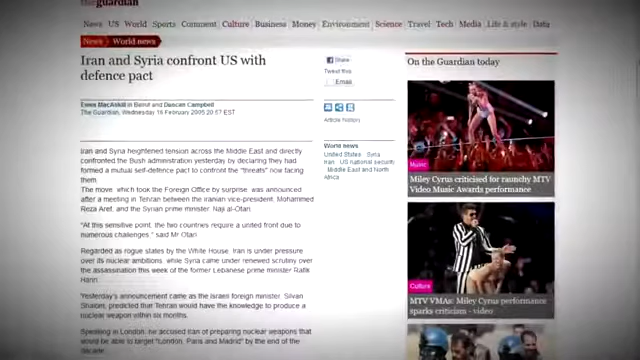 theguardian
News US World Sports Comment Culture Business Money Environment Science Travel Tech Media Life & style Data
News World news
Iran and Syria confront US with
defence pact
Ewen MacAskill in Beirut and Duncan Campbell
The Guardian, Wednesday 16 February 2005 20.57 EST
Iran and Syria heightened tension across the Middle East and directly
confronted the Bush administration yesterday by declaring they had
formed a mutual self-defence pact to confront the "threats" now facing
them.
The move, which took the Foreign Office by surprise, was announced
after a meeting in Tehran between the Iranian vice-president, Mohammed
Reza Aref, and the Syrian prime minister, Naji al-Otari.
"At this sensitive point, the two countries require a united front due to
numerous challenges," said Mr Otari.
Regarded as rogue states by the White House, Iran is under pressure
over its nuclear ambitions, while Syria came under renewed scrutiny over
the assassination this week of the former Lebanese prime minister Rafik
Hariri.
Yesterday's announcement came as the Israeli foreign minister, Silvan
Shalom, predicted that Tehran would have the knowledge to produce a
nuclear weapon within six months.
Speaking in London, he accused Iran of preparing nuclear weapons that
would be able to target "London, Paris and Madrid" by the end of the
decade.
Share
Tweet this
Email
Article history
World news
United States Syria
Iran US national security
Middle East and North
Africa
On the Guardian today
Music
Miley Cyrus criticised for raunchy MTV
Video Music Awards performance
Culture
MTV VMAs: Miley Cyrus performance
sparks criticism - video